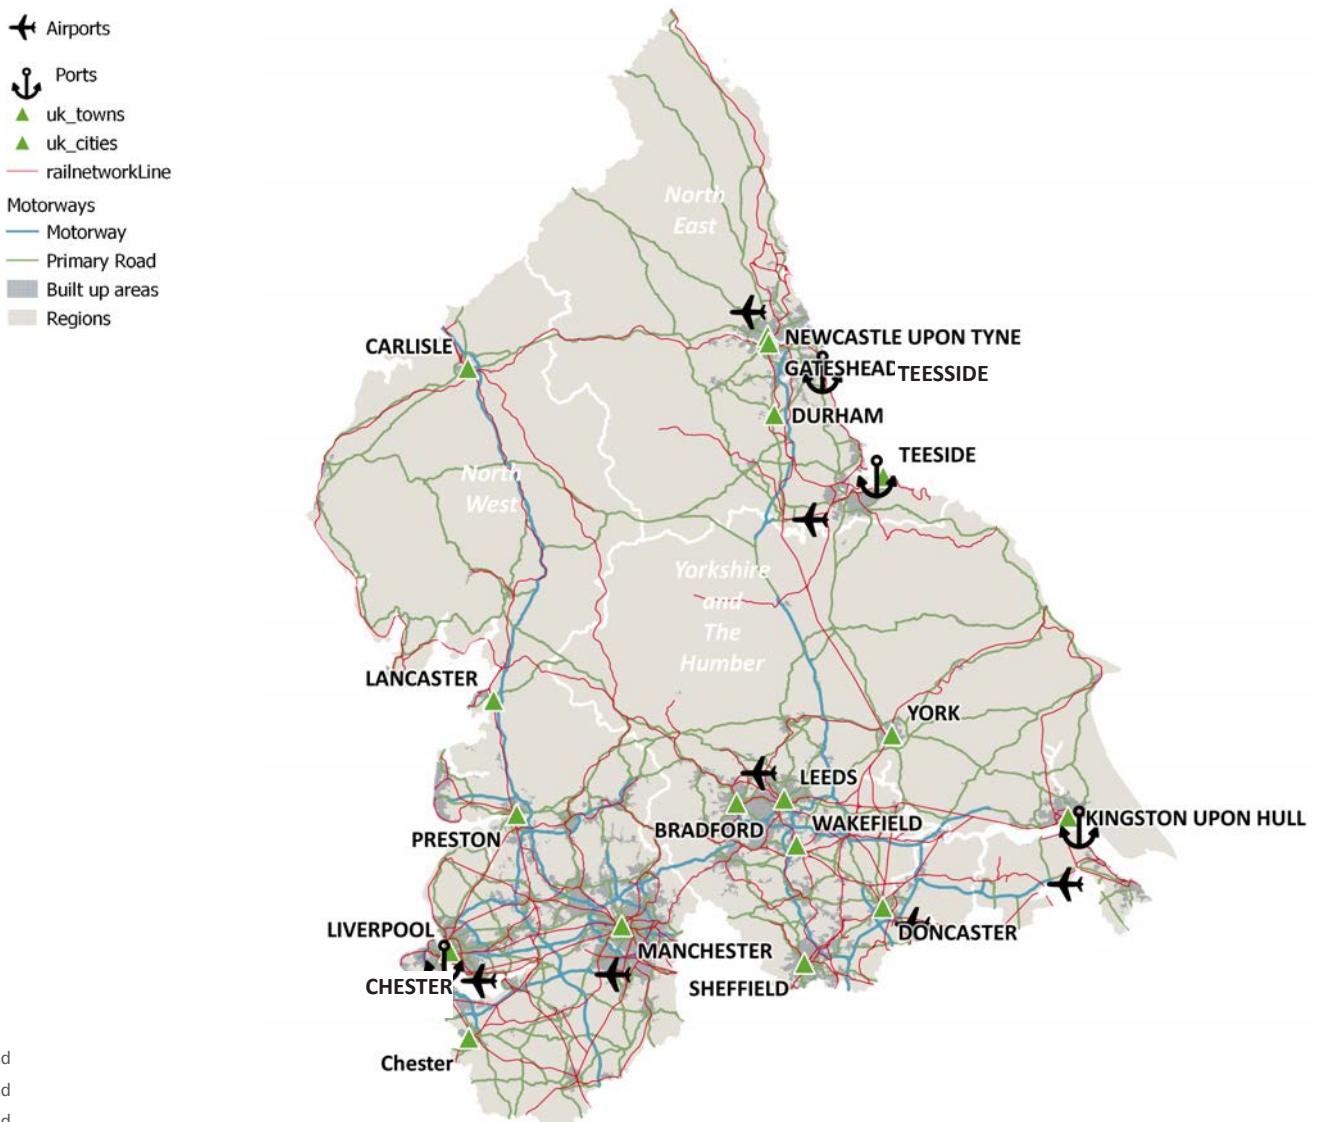 Airports
Ports
uk_towns
uk_cities
railnetworkLine
Motorways
Motorway
Primary Road
Built up areas
Regions
North
East
NEWCASTLE UPON TYNE
CARLISLE
GATESHEAD
TEESSIDE
DURHAM
TEESIDE
North
West
Yorkshire
and
The
Humber
LANCASTER
YORK
LEEDS
WAKEFIELD
BRADFORD
KINGSTON UPON HULL
PRESTON
LIVERPOOL
DONCASTER
MANCHESTER
CHESTER
SHEFFIELD
Chester
d
d
d